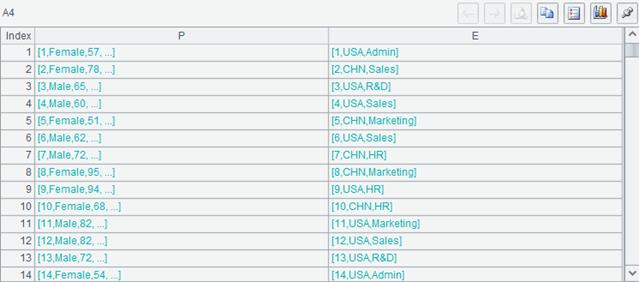 A4
Index P E
1 [1,Female,57, ...] [1,USA,Admin]
2 [2,Female,78, ...] [2,CHN,Sales]
3 [3,Male,65, ...] [3,USA,R&D]
4 [4,Male,60, ...] [4,USA,Sales]
5 [5,Female,51, ...] [5,CHN,Marketing]
6 [6,Male,62, ...] [6,USA,Sales]
7 [7,Male,72, ...] [7,CHN,HR]
8 [8,Female,95, ...] [8,CHN,Marketing]
9 [9,Female,94, ...] [9,USA,HR]
10 [10,Female,68, ...] [10,CHN,HR]
11 [11,Male,82, ...] [11,USA,Marketing]
12 [12,Male,82, ...] [12,USA,Sales]
13 [13,Male,72, ...] [13,USA,R&D]
14 [14,Female,54, ...] [14,USA,Admin]